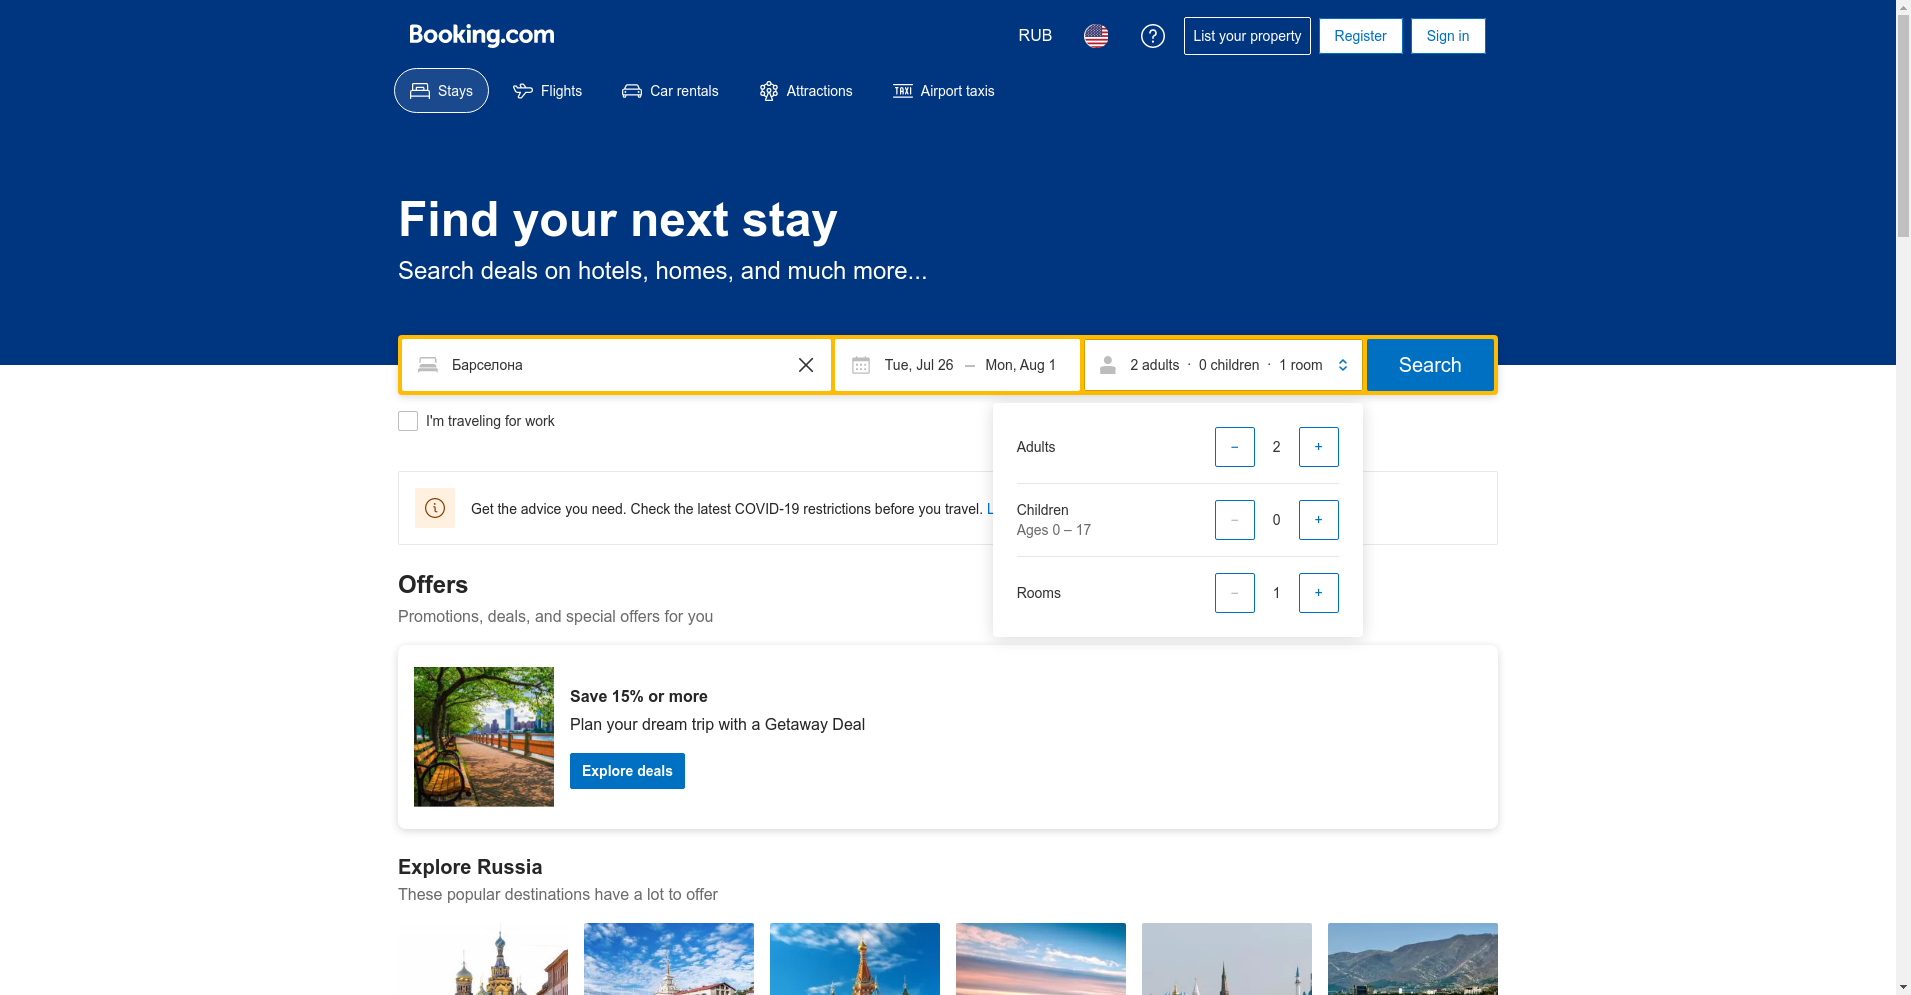 Booking.com
RUB
List your property
Register
Sign in
Stays
Flights
Car rentals
Attractions
TAXI
Airport taxis
Find your next stay
Search deals on hotels, homes, and much more...
Барселона
Tue, Jul 26 — Mon, Aug 1
2 adults · 0 children · 1 room
Search
I'm traveling for work
Adults
− 2 +
Get the advice you need. Check the latest COVID-19 restrictions before you travel. L
Children
Ages 0 – 17
− 0 +
Rooms
− 1 +
Offers
Promotions, deals, and special offers for you
Save 15% or more
Plan your dream trip with a Getaway Deal
Explore deals
Explore Russia
These popular destinations have a lot to offer